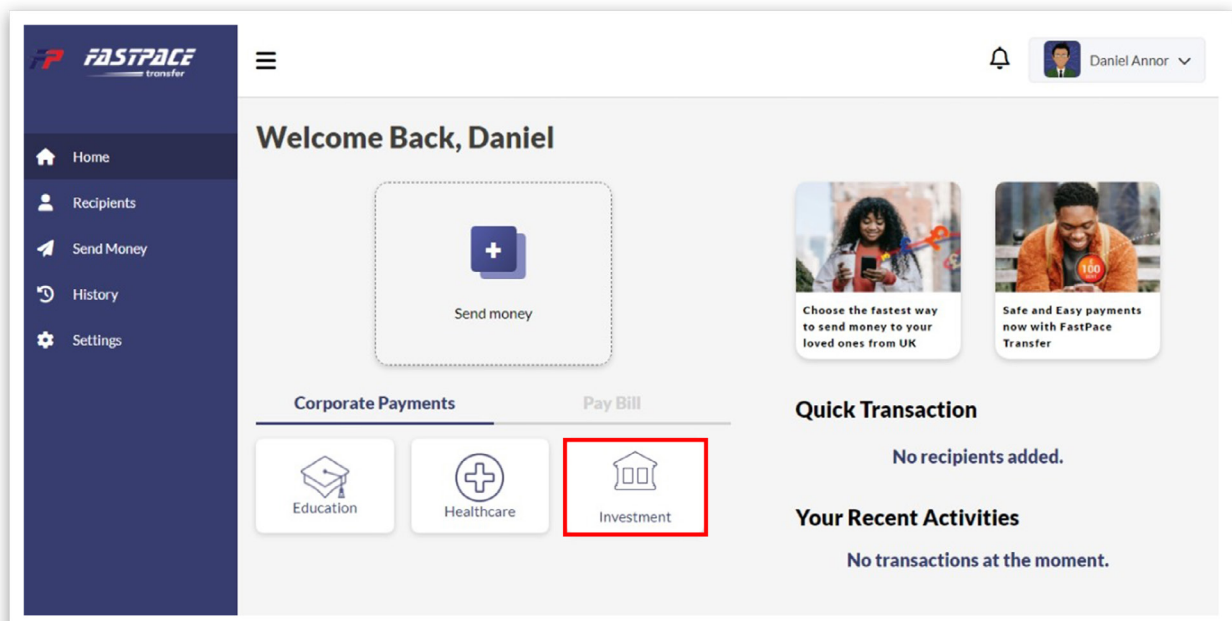 FASTPACE
transfer
Daniel Annor
Home
Recipients
Send Money
History
Settings
Welcome Back, Daniel
Send money
Choose the fastest way
to send money to your
loved ones from UK
Safe and Easy payments
now with FastPace
Transfer
Corporate Payments
Pay Bill
Education
Healthcare
Investment
Quick Transaction
No recipients added.
Your Recent Activities
No transactions at the moment.